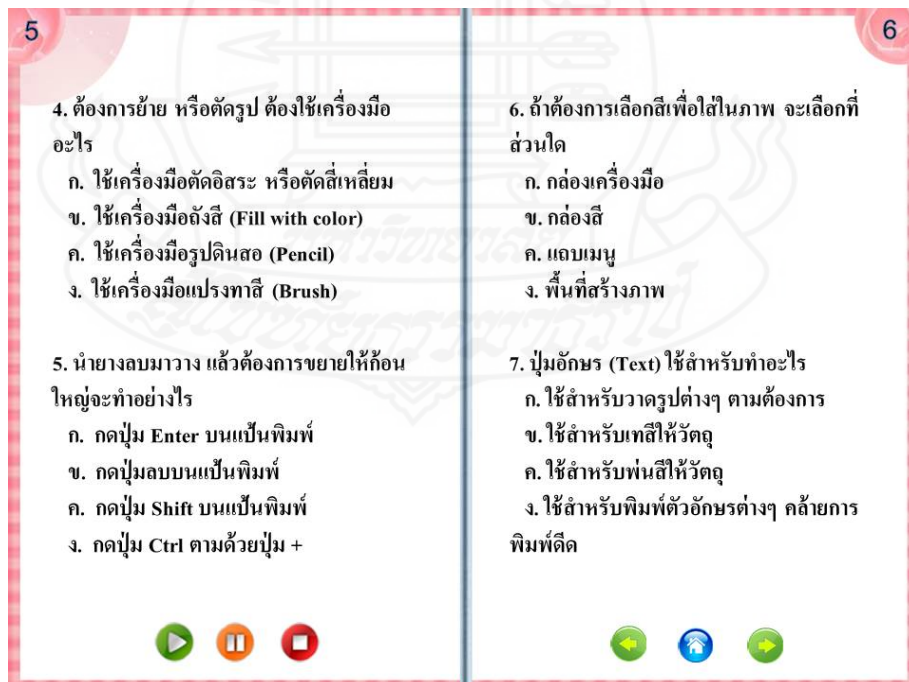 5
4. ต้องการย้าย หรือตัดรูป ต้องใช้เครื่องมือ
อะไร
ก. ใช้เครื่องมือตัดอิสระ หรือตัดสี่เหลี่ยม
ข. ใช้เครื่องมือถังสี (Fill with color)
ค. ใช้เครื่องมือรูปดินสอ (Pencil)
ง. ใช้เครื่องมือแปรงทาสี (Brush)
5. นำยางลบมาวาง แล้วต้องการขยายให้ก้อน
ใหญ่จะทำอย่างไร
ก. กดปุ่ม Enter บนแป้นพิมพ์
ข. กดปุ่มลบบนแป้นพิมพ์
ค. กดปุ่ม Shift บนแป้นพิมพ์
ง. กดปุ่ม Ctrl ตามด้วยปุ่ม +
6
6. ถ้าต้องการเลือกสีเพื่อใส่ในภาพ จะเลือกที่
ส่วนใด
ก. กล่องเครื่องมือ
ข. กล่องสี
ค. แถบเมนู
ง. พื้นที่สร้างภาพ
7. ปุ่มอักษร (Text) ใช้สำหรับทำอะไร
ก. ใช้สำหรับวาดรูปต่างๆ ตามต้องการ
ข. ใช้สำหรับเทสีให้วัตถุ
ค. ใช้สำหรับพ่นสีให้วัตถุ
ง. ใช้สำหรับพิมพ์ตัวอักษรต่างๆ คล้ายการ
พิมพ์ดีด